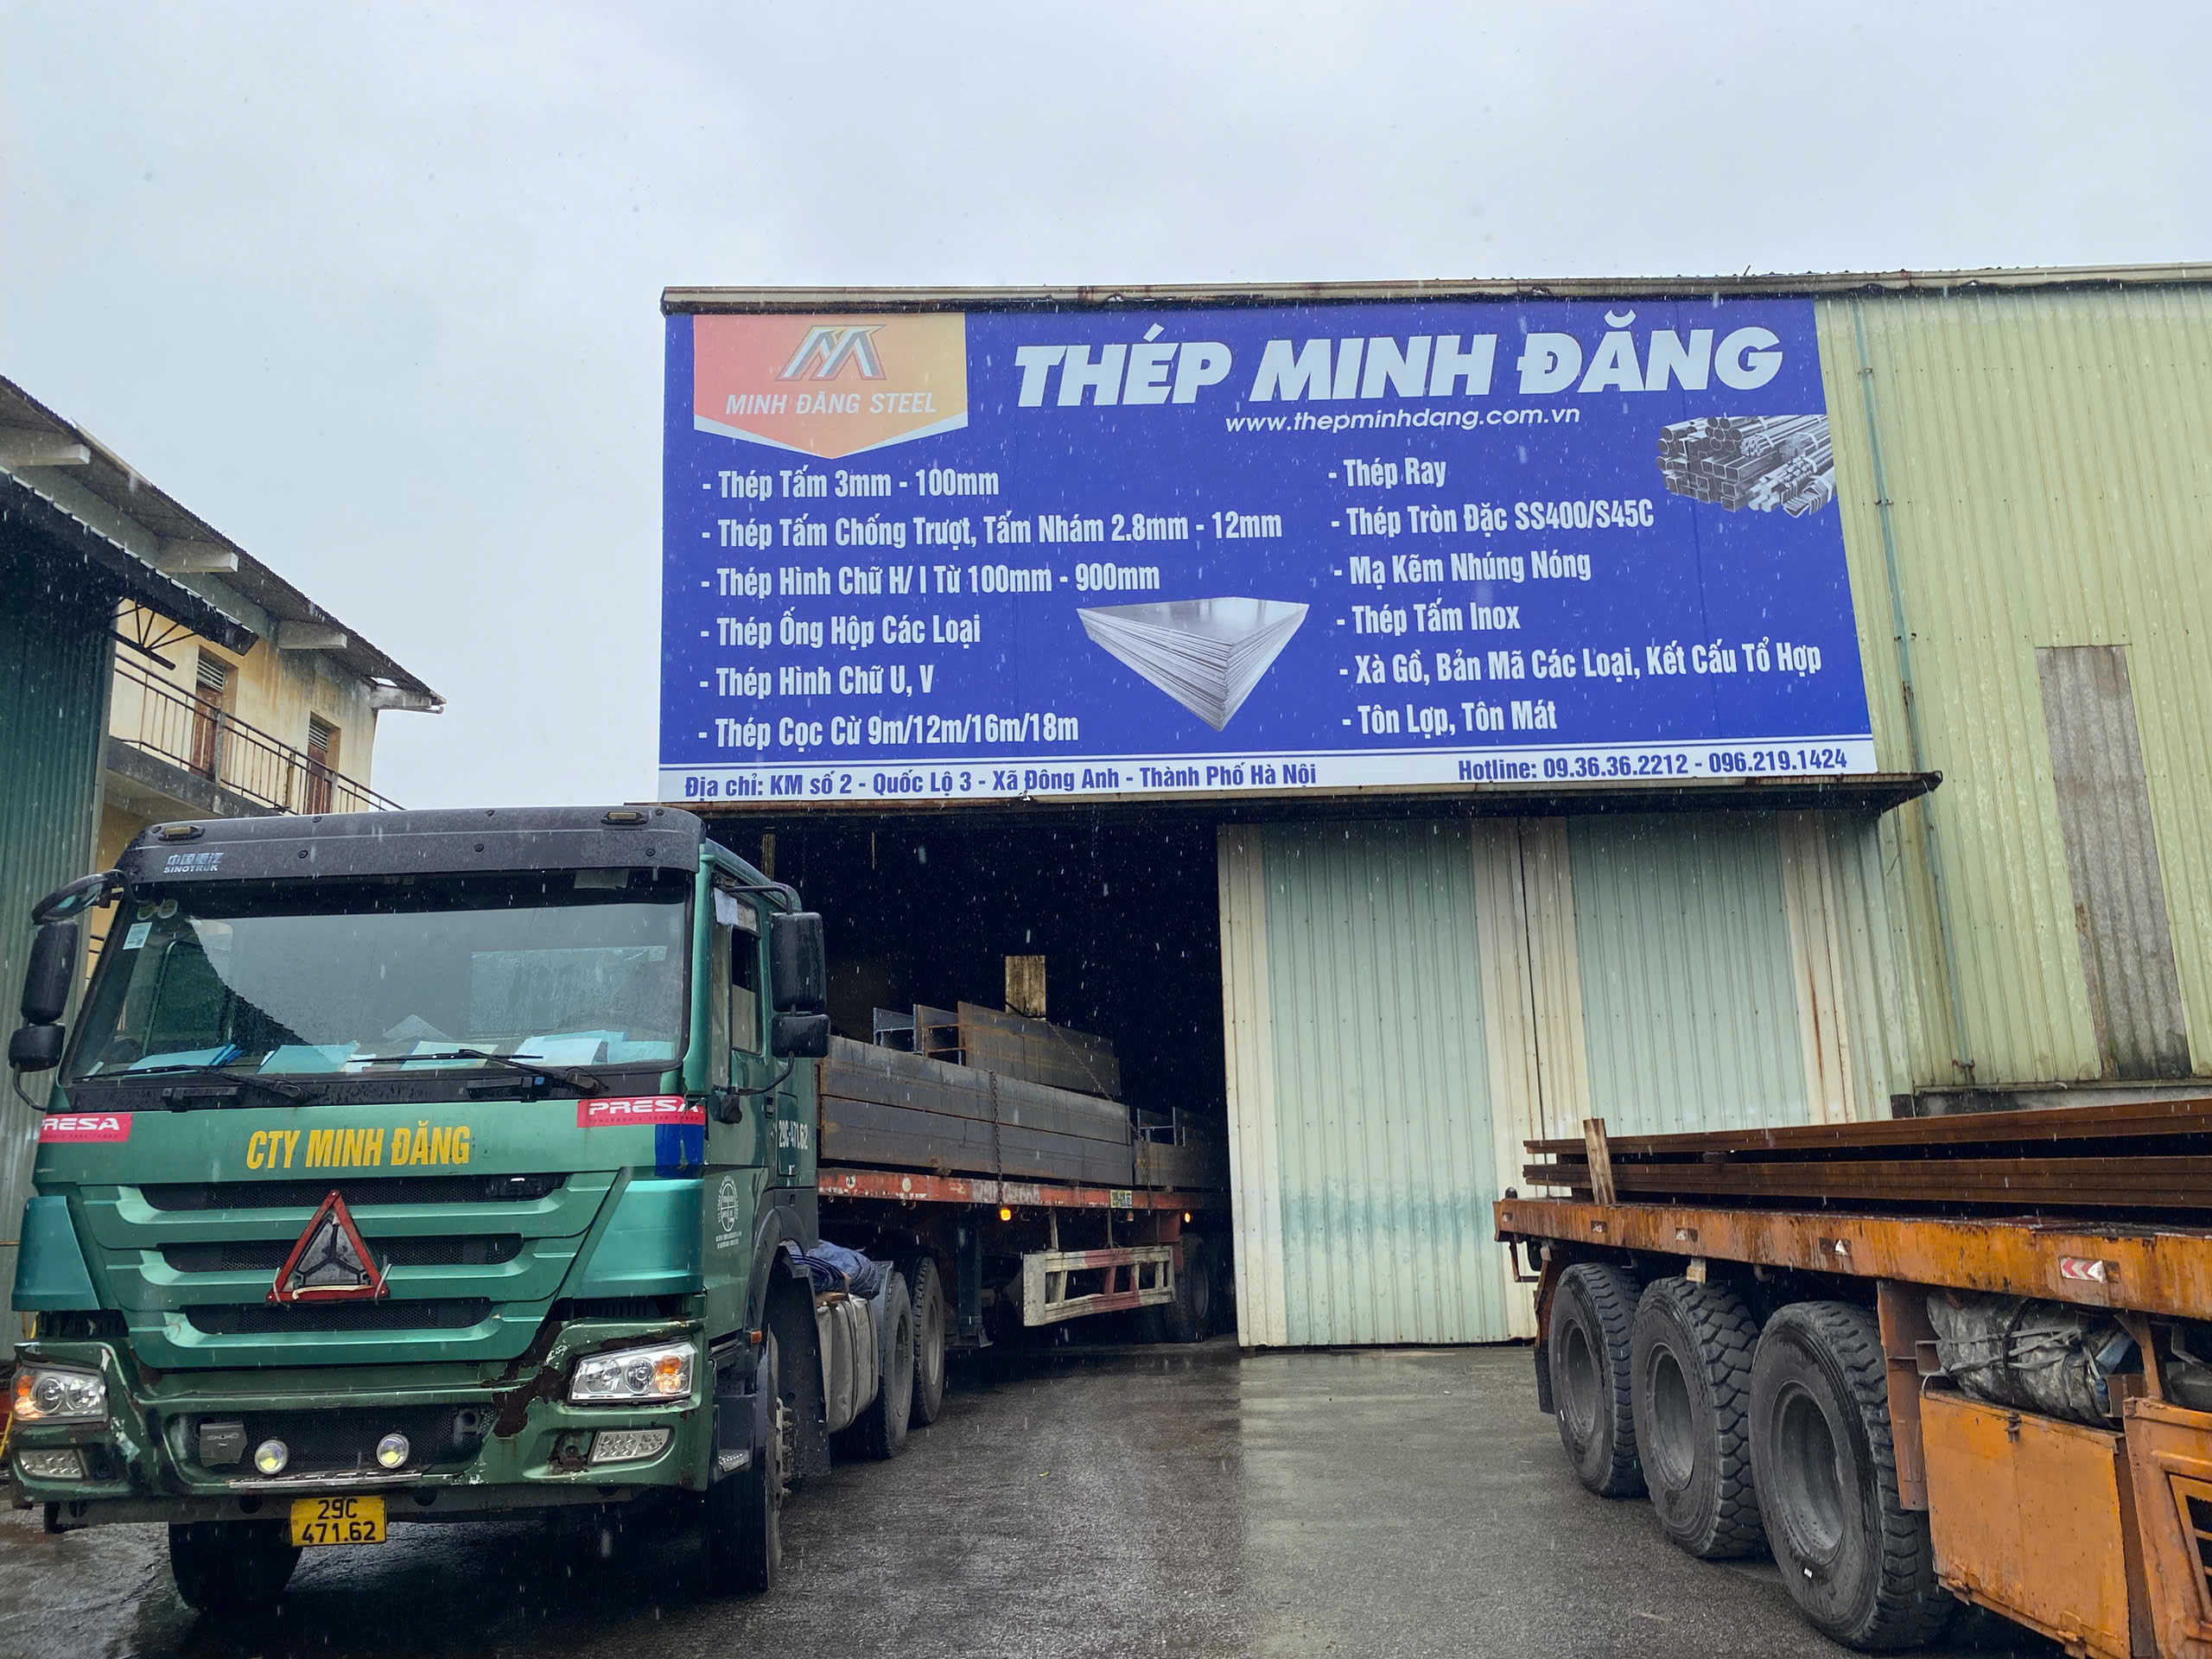 MINH ĐĂNG STEEL
THÉP MINH ĐĂNG
www.thepminhdang.com.vn
- Thép Tấm 3mm - 100mm
- Thép Tấm Chống Trượt, Tấm Nhám 2.8mm - 12mm
- Thép Hình Chữ H/ I Từ 100mm - 900mm
- Thép Ống Hộp Các Loại
- Thép Hình Chữ U, V
- Thép Cọc Cừ 9m/12m/16m/18m
- Thép Ray
- Thép Tròn Đặc SS400/S45C
- Mạ Kẽm Nhúng Nóng
- Thép Tấm Inox
- Xà Gồ, Bản Mã Các Loại, Kết Cấu Tổ Hợp
- Tôn Lợp, Tôn Mát
Địa chỉ: KM số 2 - Quốc Lộ 3 - Xã Đông Anh - Thành Phố Hà Nội
Hotline: 09.36.36.2212 - 096.219.1424
中国重汽
SINOTRUK
RESA
PRESA
CTY MINH ĐĂNG
29C-471.62
29C
471.62